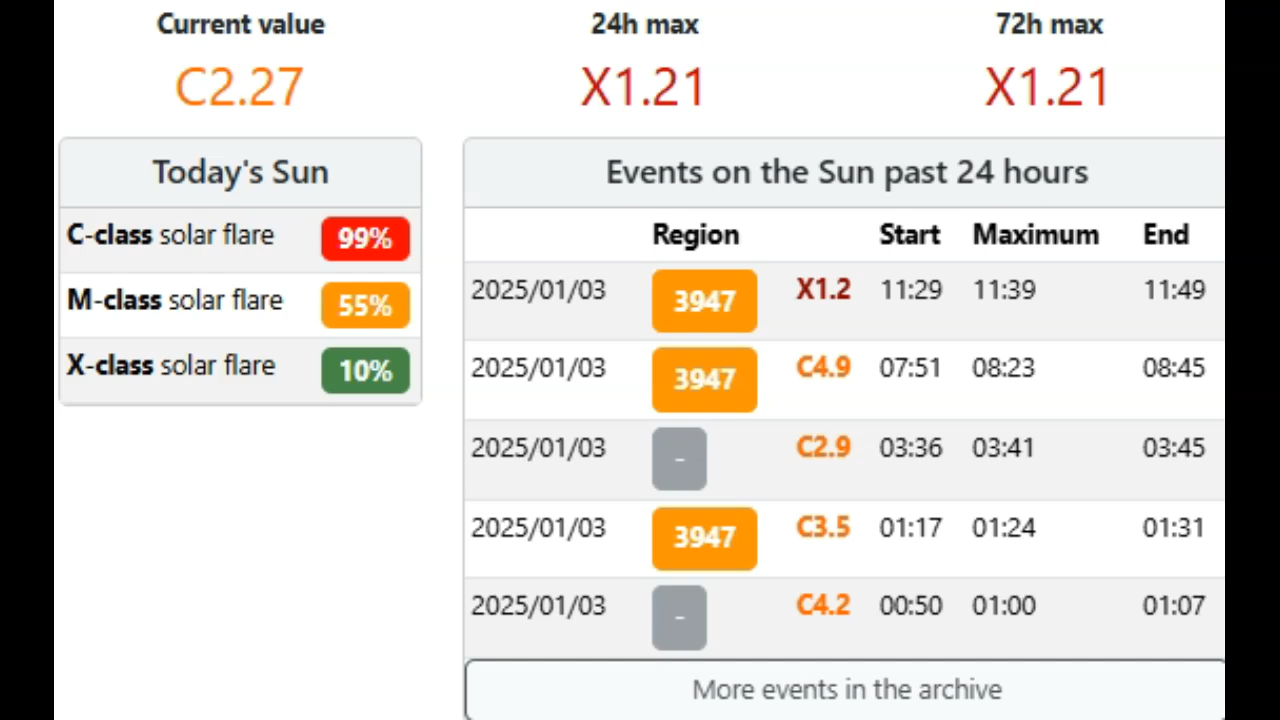 Current value 24h max 72h max
C2.27 X1.21 X1.21
Today's Sun
C-class solar flare 99%
M-class solar flare 55%
X-class solar flare 10%
Events on the Sun past 24 hours
Region Start Maximum End
2025/01/03 3947 X1.2 11:29 11:39 11:49
2025/01/03 3947 C4.9 07:51 08:23 08:45
2025/01/03 - C2.9 03:36 03:41 03:45
2025/01/03 3947 C3.5 01:17 01:24 01:31
2025/01/03 - C4.2 00:50 01:00 01:07
More events in the archive